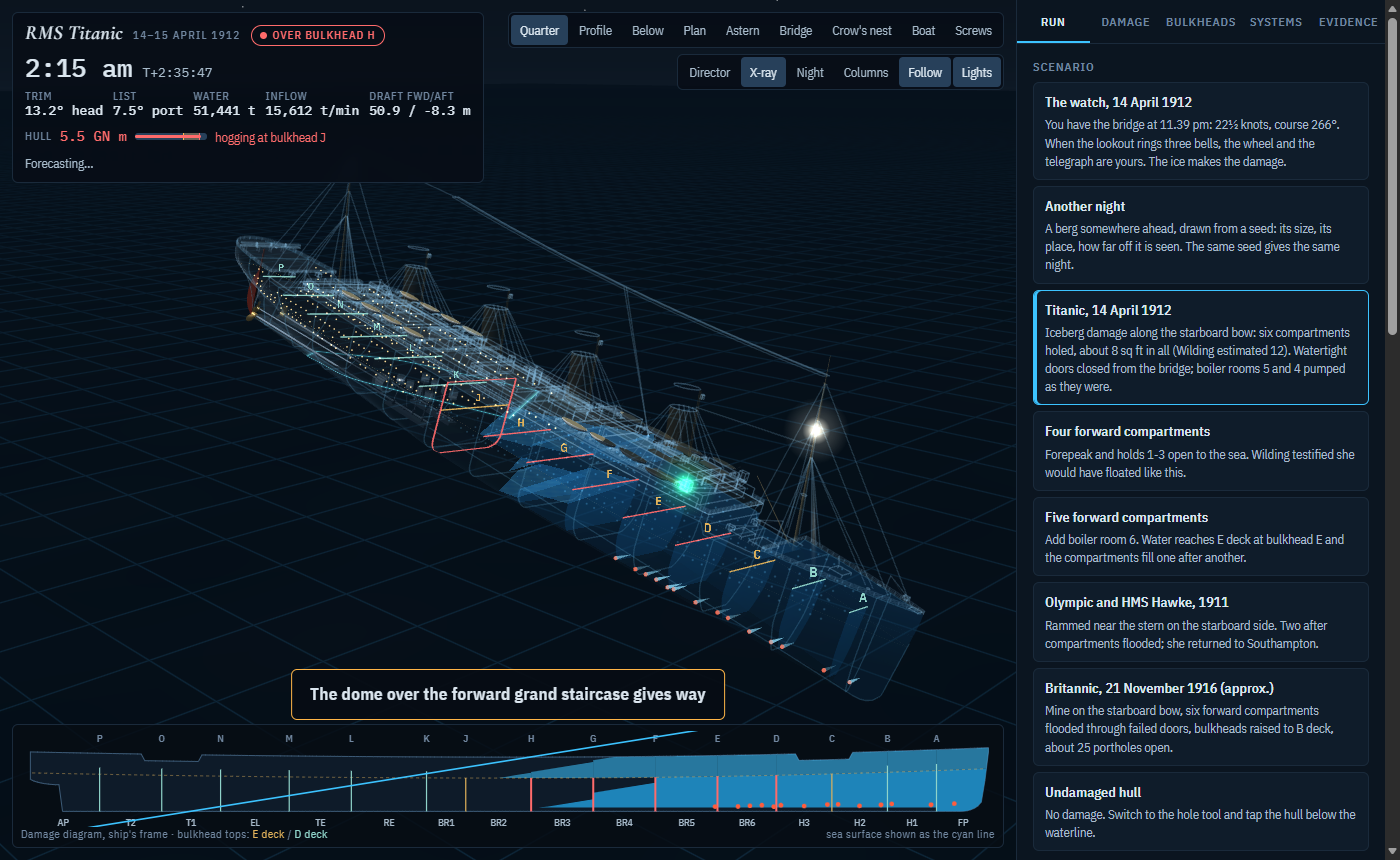 RMS Titanic 14–15 APRIL 1912 OVER BULKHEAD H
2:15 am T+2:35:47
TRIM LIST WATER INFLOW DRAFT FWD/AFT
13.2° head 7.5° port 51,441 t 15,612 t/min 50.9 / -8.3 m
HULL 5.5 GN m hogging at bulkhead J
Forecasting…
Quarter Profile Below Plan Astern Bridge Crow's nest Boat Screws
Director X-ray Night Columns Follow Lights
P
O
N
M
L
K
J
H
G
F
E
D
C
B
A
The dome over the forward grand staircase gives way
P O N M L K J H G F E D C B A
AP T2 T1 EL TE RE BR1 BR2 BR3 BR4 BR5 BR6 H3 H2 H1 FP
Damage diagram, ship's frame · bulkhead tops: E deck / D deck
sea surface shown as the cyan line
RUN DAMAGE BULKHEADS SYSTEMS EVIDENCE
SCENARIO
The watch, 14 April 1912
You have the bridge at 11.39 pm: 22½ knots, course 266°.
When the lookout rings three bells, the wheel and the
telegraph are yours. The ice makes the damage.
Another night
A berg somewhere ahead, drawn from a seed: its size, its
place, how far off it is seen. The same seed gives the same
night.
Titanic, 14 April 1912
Iceberg damage along the starboard bow: six compartments
holed, about 8 sq ft in all (Wilding estimated 12). Watertight
doors closed from the bridge; boiler rooms 5 and 4 pumped
as they were.
Four forward compartments
Forepeak and holds 1-3 open to the sea. Wilding testified she
would have floated like this.
Five forward compartments
Add boiler room 6. Water reaches E deck at bulkhead E and
the compartments fill one after another.
Olympic and HMS Hawke, 1911
Rammed near the stern on the starboard side. Two after
compartments flooded; she returned to Southampton.
Britannic, 21 November 1916 (approx.)
Mine on the starboard bow, six forward compartments
flooded through failed doors, bulkheads raised to B deck,
about 25 portholes open.
Undamaged hull
No damage. Switch to the hole tool and tap the hull below the
waterline.